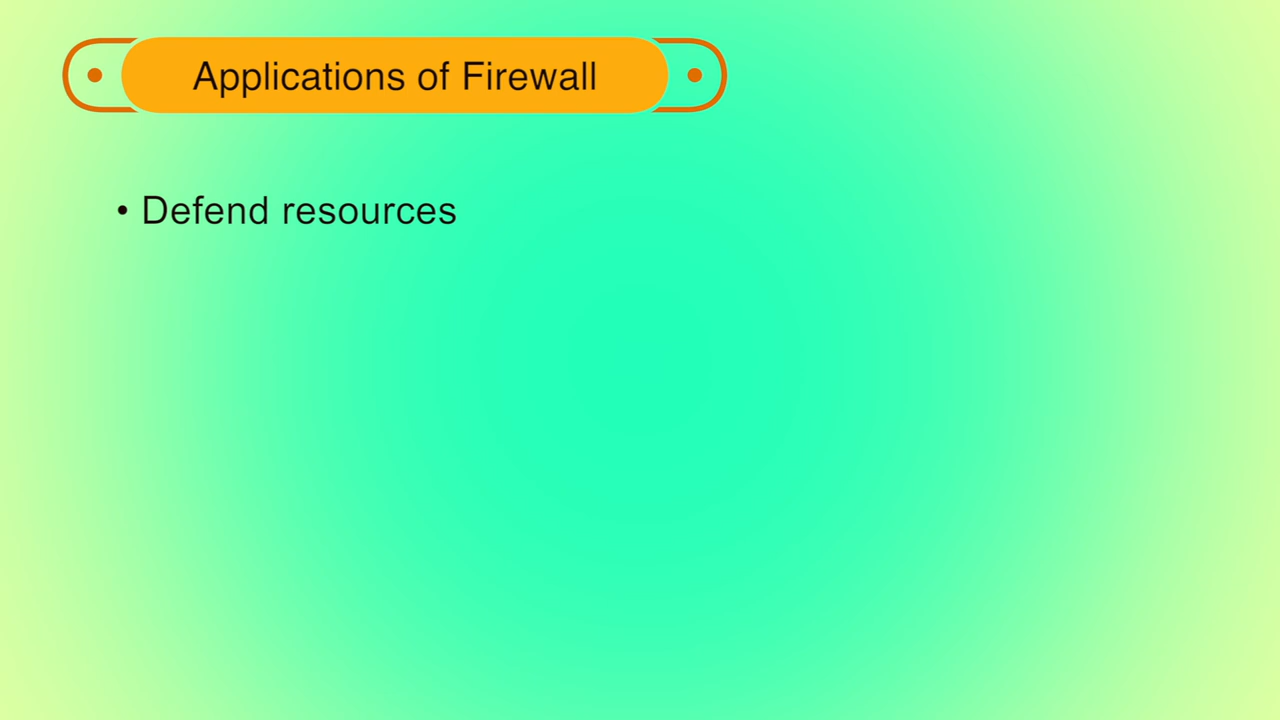 Applications of Firewall
• Defend resources